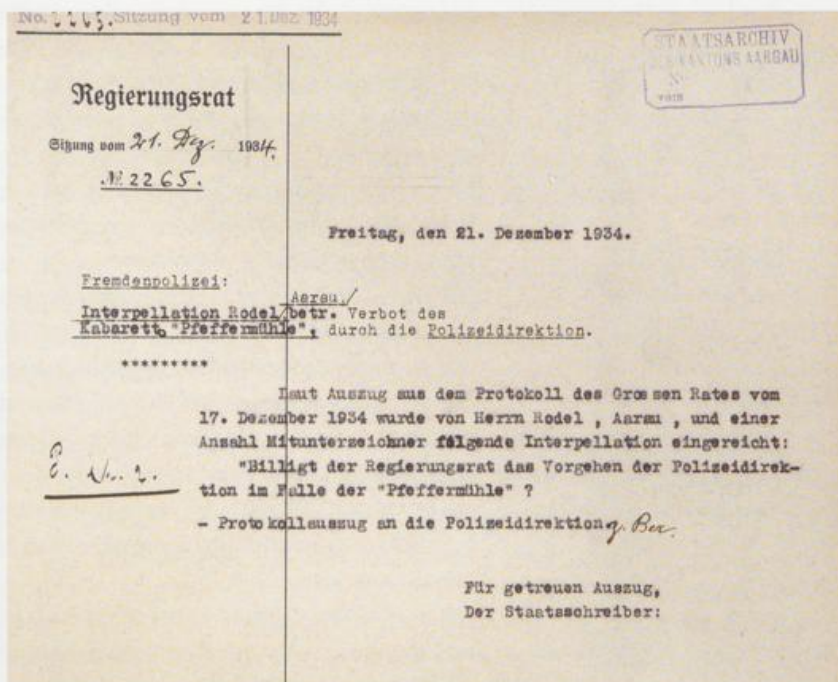 No. 2265. Sitzung vom 21. Dez. 1934
STAATSARCHIV
DES KANTONS AARGAU
No
vom
Regierungsrat
Sitzung vom 21. Dez. 1934.
№ 2265.
Freitag, den 21. Dezember 1934.
Fremdenpolizei:
Aarau/
Interpellation Rodel/betr. Verbot des
Kabarett "Pfeffermühle", durch die Polizeidirektion.
*********
Laut Auszug aus dem Protokoll des Grossen Rates vom
17. Dezember 1934 wurde von Herrn Rodel , Aarau , und einer
Anzahl Mitunterzeichner folgende Interpellation eingereicht:
"Billigt der Regierungsrat das Vorgehen der Polizeidirek-
tion im Falle der "Pfeffermühle" ?
- Protokollauszug an die Polizeidirektion z. Ber.
Für getreuen Auszug,
Der Staatsschreiber: